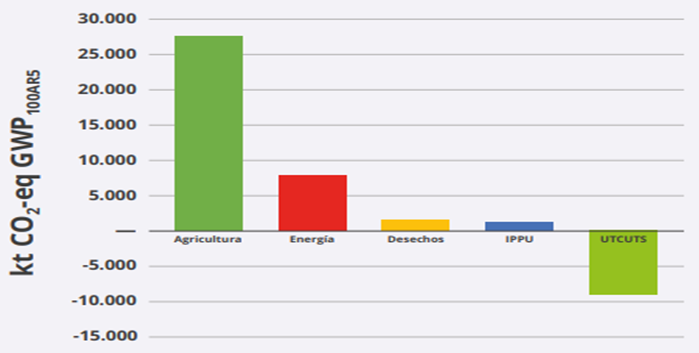 30.000
25.000
20.000
15.000
10.000
5.000
—
-5.000
-10.000
-15.000
kt CO₂-eq GWP₁₀₀AR5
Agricultura
Energía
Desechos
IPPU
UTCUTS